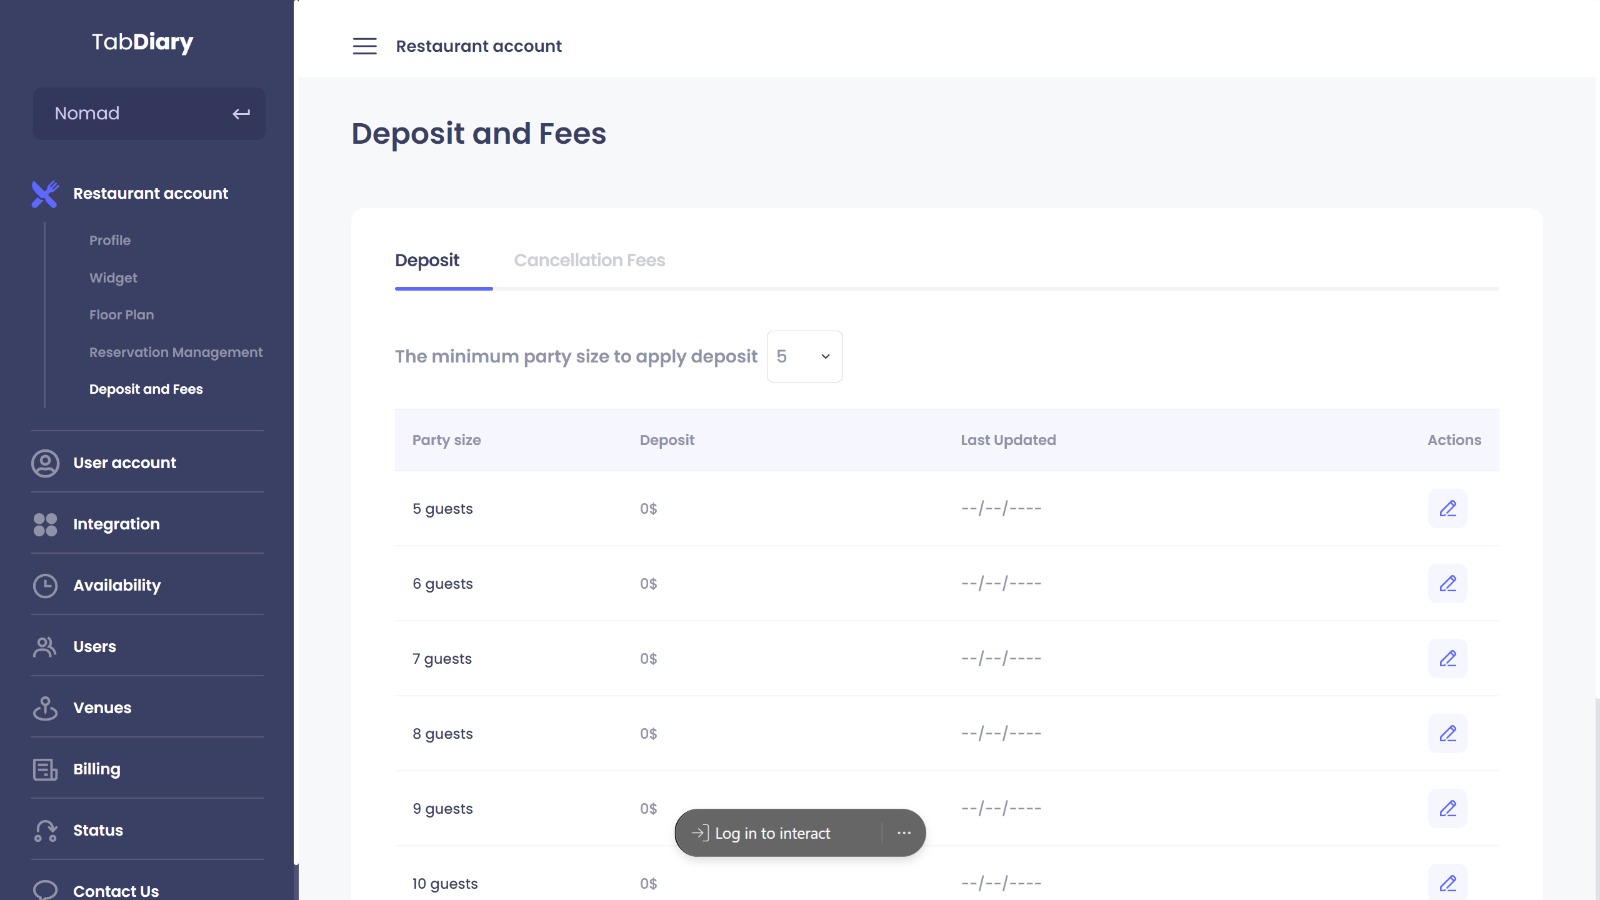 TabDiary
Nomad
Restaurant account
Profile
Widget
Floor Plan
Reservation Management
Deposit and Fees
User account
Integration
Availability
Users
Venues
Billing
Status
Contact Us
Restaurant account
Deposit and Fees
Deposit Cancellation Fees
The minimum party size to apply deposit 5
Party size Deposit Last Updated Actions
5 guests 0$ --/--/----
6 guests 0$ --/--/----
7 guests 0$ --/--/----
8 guests 0$ --/--/----
9 guests 0$ --/--/----
Log in to interact ...
10 guests 0$ --/--/----